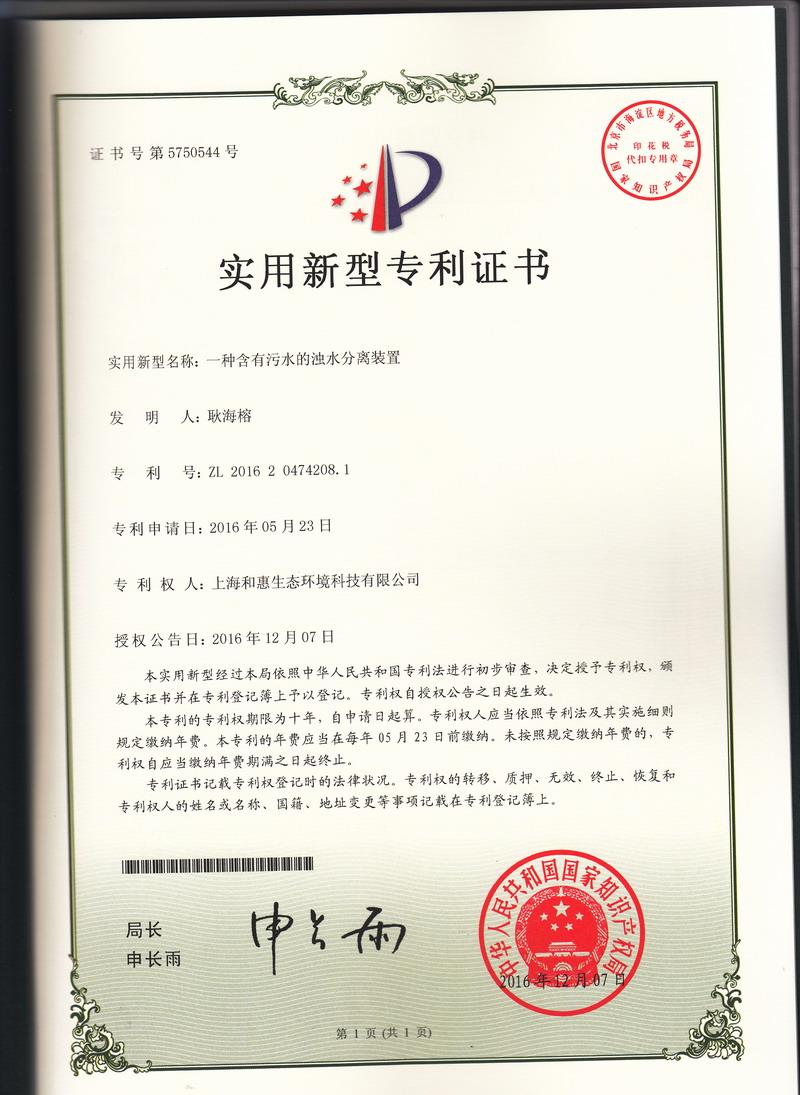 证书号第5750544号
北京市海淀区地方税务局
印花税
代扣专用章
国家知识产权局
实用新型专利证书
实用新型名称：一种含有污水的浊水分离装置
发明人：耿海榕
专利号：ZL 2016 2 0474208.1
专利申请日：2016年05月23日
专利权人：上海和惠生态环境科技有限公司
授权公告日：2016年12月07日
本实用新型经过本局依照中华人民共和国专利法进行初步审查，决定授予专利权，颁
发本证书并在专利登记簿上予以登记。专利权自授权公告之日起生效。
本专利的专利权期限为十年，自申请日起算。专利权人应当依照专利法及其实施细则
规定缴纳年费。本专利的年费应当在每年05月23日前缴纳。未按照规定缴纳年费的，专
利权自应当缴纳年费期满之日起终止。
专利证书记载专利权登记时的法律状况。专利权的转移、质押、无效、终止、恢复和
专利权人的姓名或名称、国籍、地址变更等事项记载在专利登记簿上。
局长
申长雨
申长雨
中华人民共和国国家知识产权局
2016年12月07日
第1页(共1页)